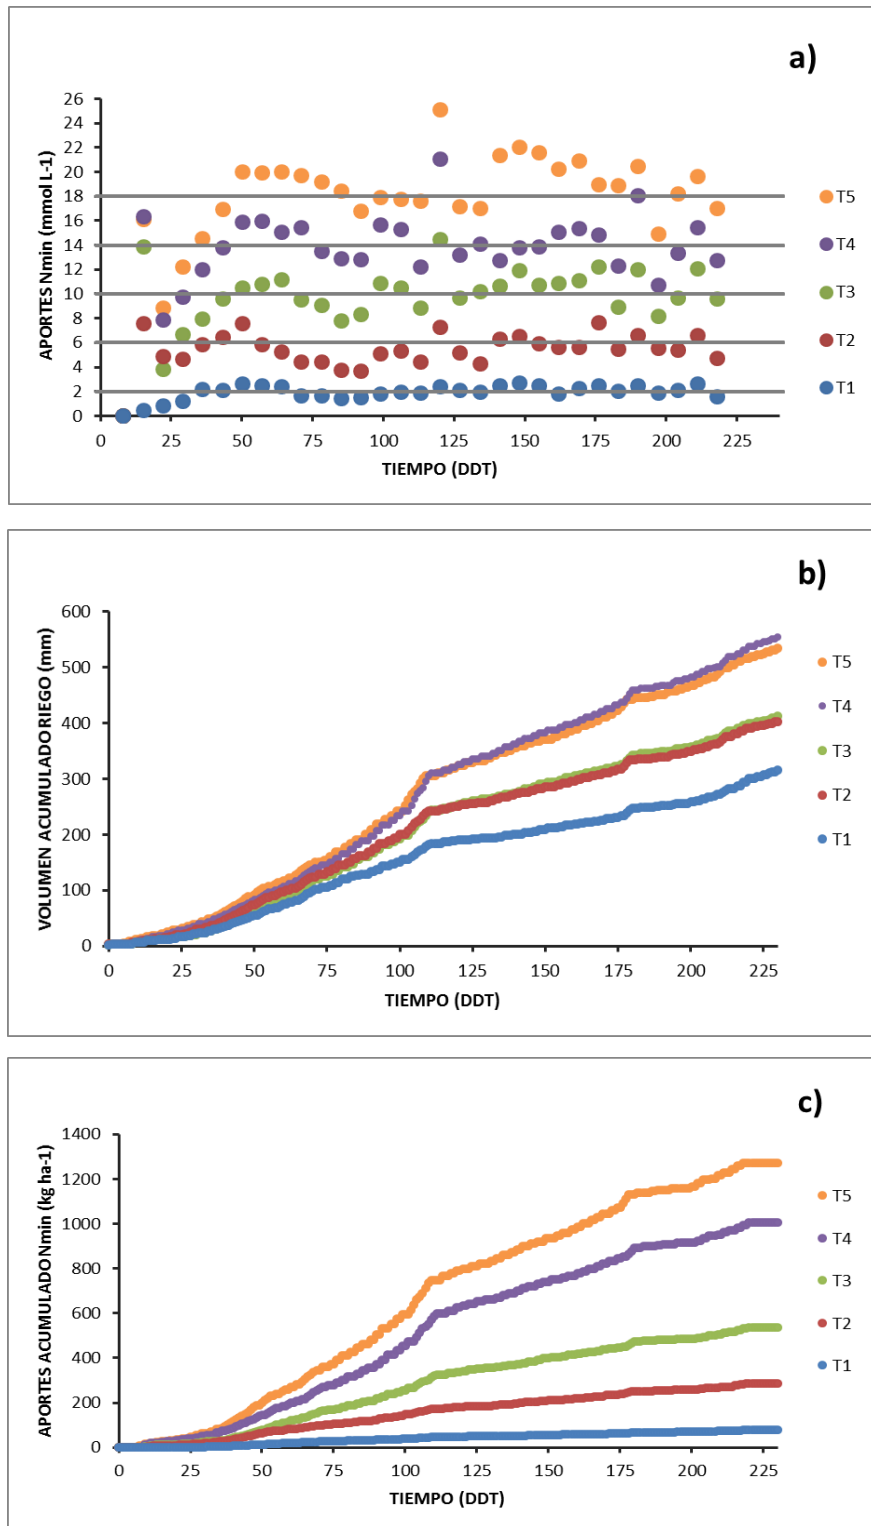 a)
26
24
22
20
18
16
14
12
10
8
6
4
2
0
APORTES Nmin (mmol L-1)
0 25 50 75 100 125 150 175 200 225
TIEMPO (DDT)
T5
T4
T3
T2
T1
b)
600
500
400
300
200
100
0
VOLUMEN ACUMULADO RIEGO (mm)
0 25 50 75 100 125 150 175 200 225
TIEMPO (DDT)
T5
T4
T3
T2
T1
c)
1400
1200
1000
800
600
400
200
0
APORTES ACUMULADO Nmin (kg ha-1)
0 25 50 75 100 125 150 175 200 225
TIEMPO (DDT)
T5
T4
T3
T2
T1